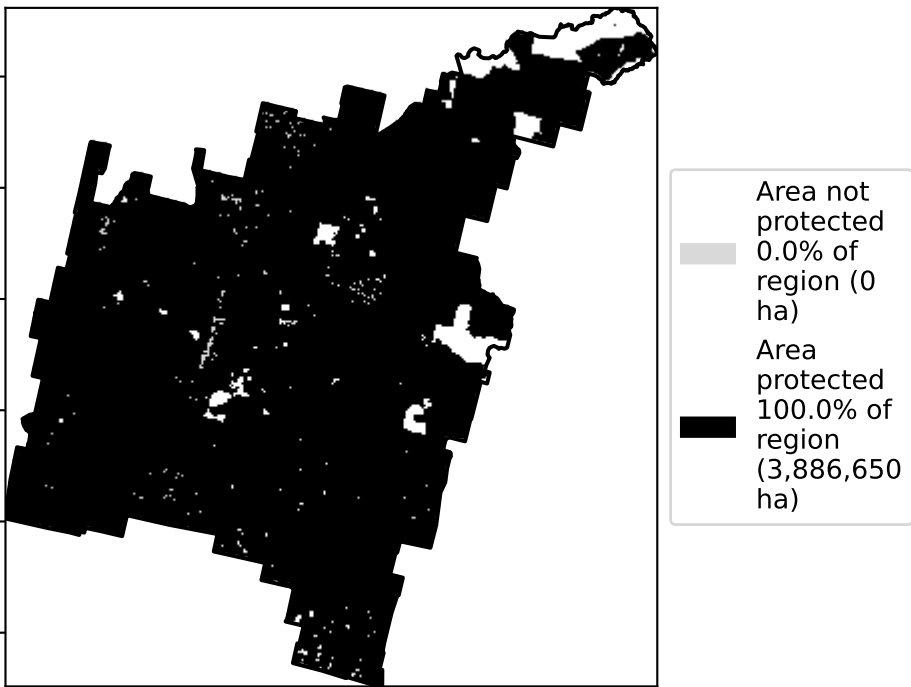 Area not
protected
0.0% of
region (0
ha)
Area
protected
100.0% of
region
(3,886,650
ha)